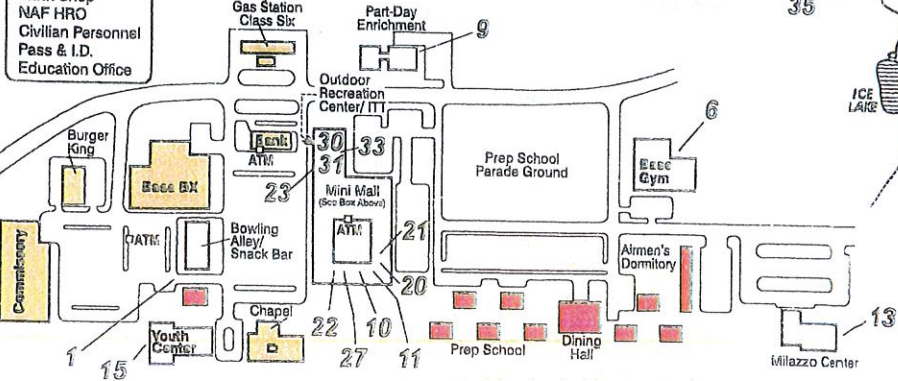 NAF HRO
Civilian Personnel
Pass & I.D.
Education Office
Gas Station
Class Six
Part-Day
Enrichment
9
35
ICE
LAKE
Outdoor
Recreation
Center/ ITT
6
Burger
King
Bank
ATM
30
33
31
23
Base BX
Prep School
Parade Ground
Base
Gym
Mini Mall
(See Box Above)
ATM
ATM
Bowling
Alley/
Snack Bar
21
20
Airmen's
Dormitory
Commissary
1
15
Youth
Center
Chapel
22
27
10
11
Prep School
Dining
Hall
13
Milazzo Center